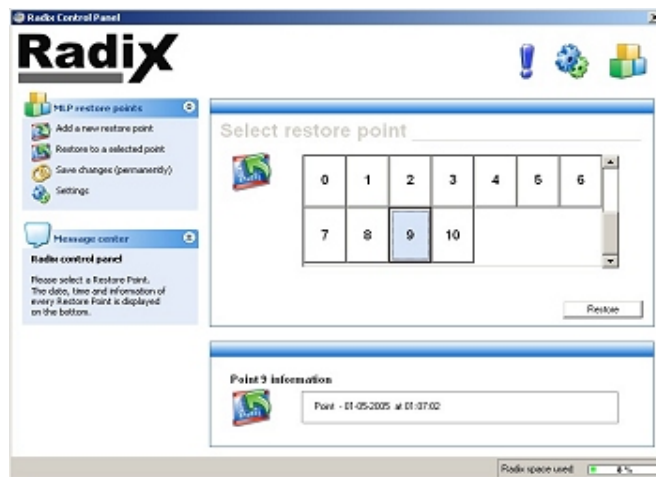 Radix Control Panel
Radix
MLP restore points
Add a new restore point
Restore to a selected point
Save changes (permanently)
Settings
Message center
Radix control panel
Please select a Restore Point.
The date, time and information of
every Restore Point is displayed
on the bottom.
Select restore point
0 1 2 3 4 5 6
7 8 9 10
Restore
Point 9 information
Point - 01-05-2005 at 01:07:02
Radix space used